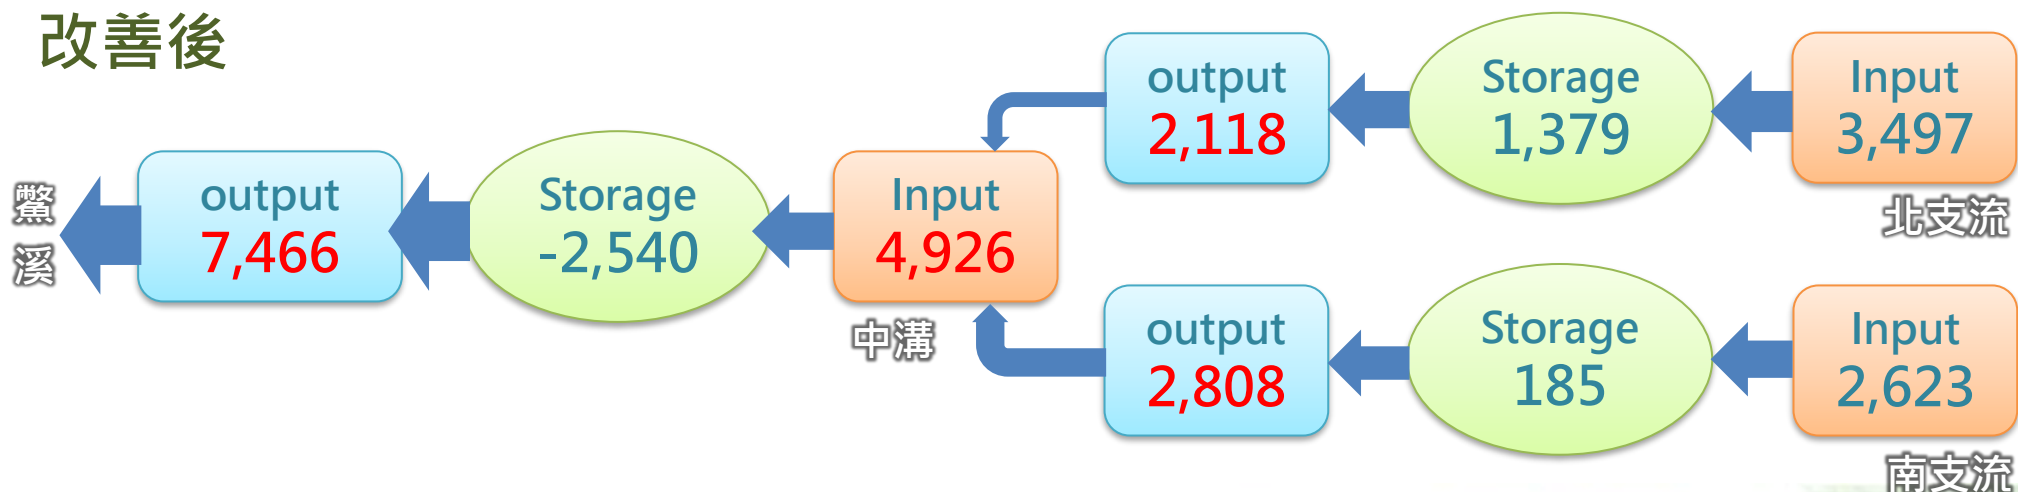 改善後
鱉
溪
output
7,466
Storage
-2,540
Input
4,926
中溝
output
2,118
Storage
1,379
Input
3,497
北支流
output
2,808
Storage
185
Input
2,623
南支流